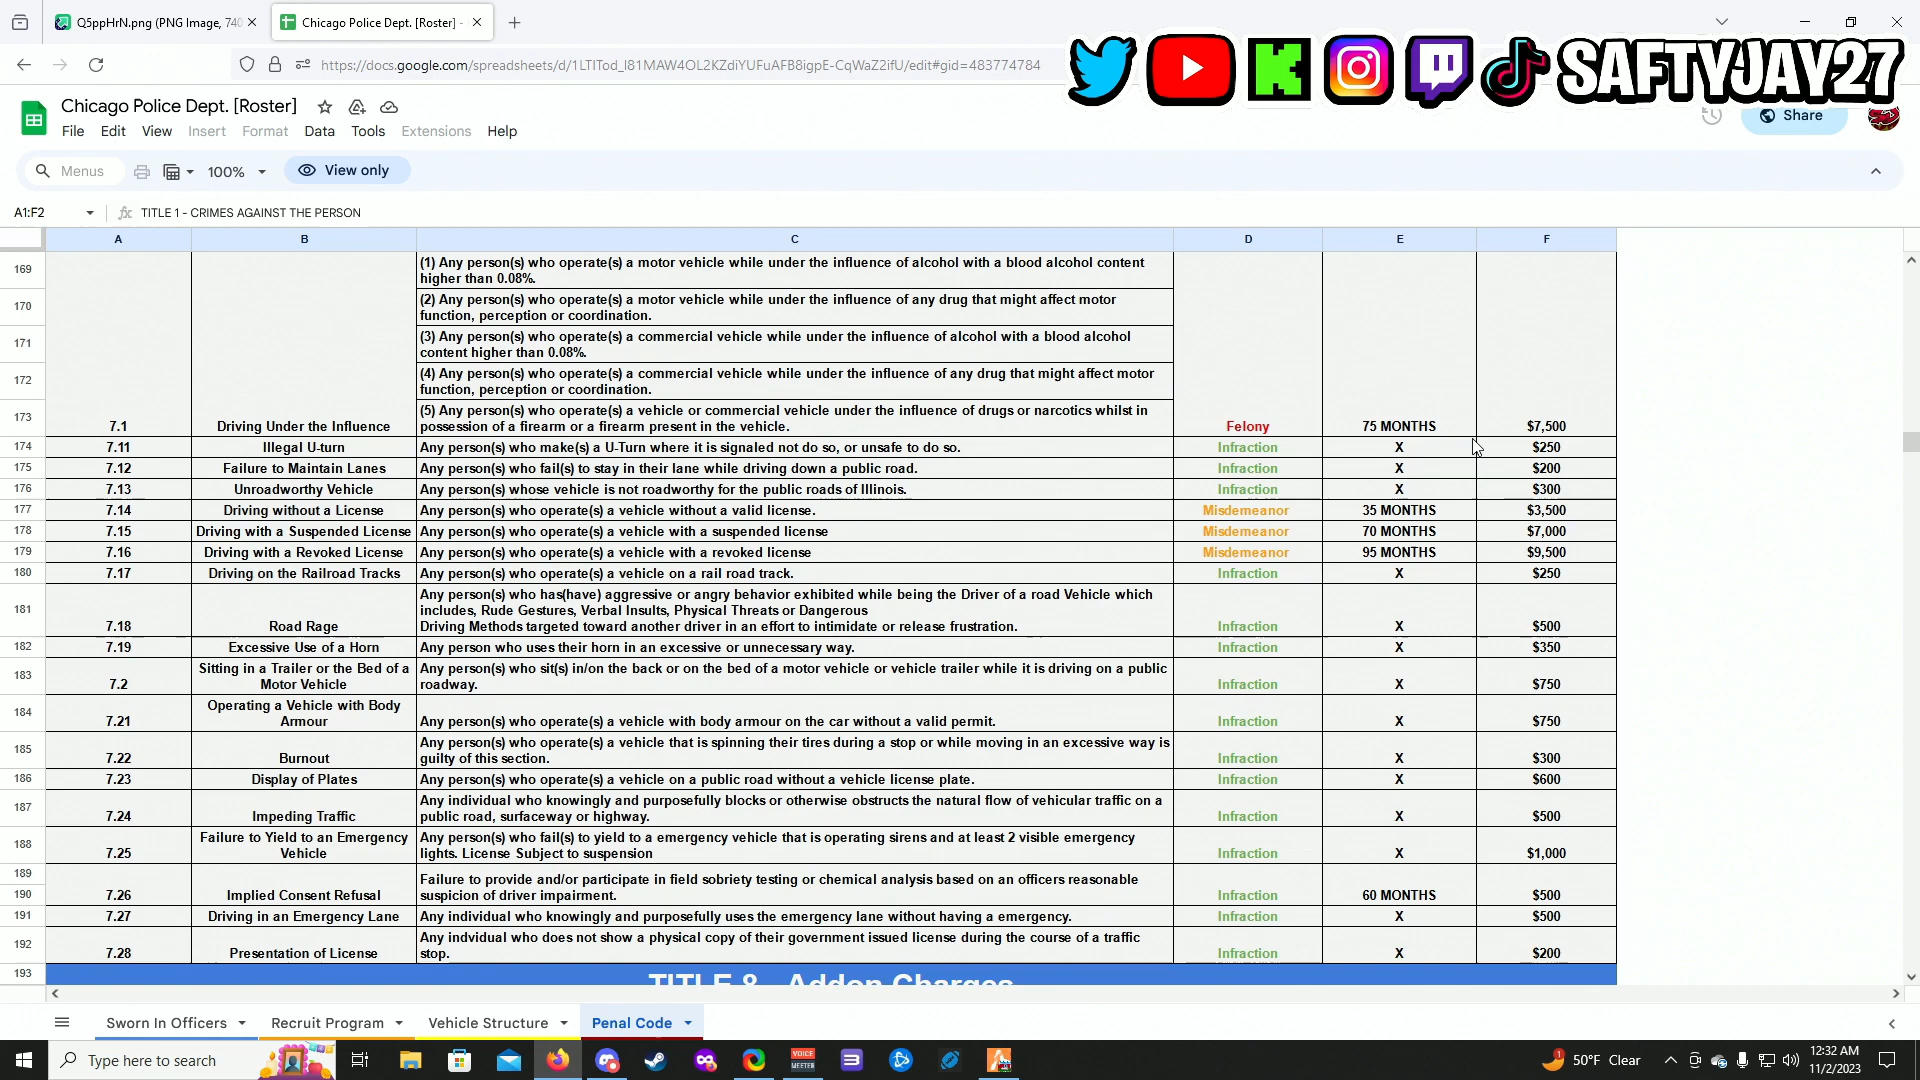 Q5ppHrN.png (PNG Image, 740
Chicago Police Dept. [Roster] -
https://docs.google.com/spreadsheets/d/1LTITod_l81MAW4OL2KZdiYUFuAFB8igpE-CqWaZ2ifU/edit#gid=483774784
SAFTYJAY27
Chicago Police Dept. [Roster]
File Edit View Insert Format Data Tools Extensions Help
Share
Menus 100% View only
A1:F2 fx TITLE 1 - CRIMES AGAINST THE PERSON
A B C D E F
169 (1) Any person(s) who operate(s) a motor vehicle while under the influence of alcohol with a blood alcohol content
higher than 0.08%.
170 (2) Any person(s) who operate(s) a motor vehicle while under the influence of any drug that might affect motor
function, perception or coordination.
171 (3) Any person(s) who operate(s) a commercial vehicle while under the influence of alcohol with a blood alcohol
content higher than 0.08%.
172 (4) Any person(s) who operate(s) a commercial vehicle while under the influence of any drug that might affect motor
function, perception or coordination.
173 (5) Any person(s) who operate(s) a vehicle or commercial vehicle under the influence of drugs or narcotics whilst in
7.1 Driving Under the Influence possession of a firearm or a firearm present in the vehicle. Felony 75 MONTHS $7,500
174 7.11 Illegal U-turn Any person(s) who make(s) a U-Turn where it is signaled not do so, or unsafe to do so. Infraction X $250
175 7.12 Failure to Maintain Lanes Any person(s) who fail(s) to stay in their lane while driving down a public road. Infraction X $200
176 7.13 Unroadworthy Vehicle Any person(s) whose vehicle is not roadworthy for the public roads of Illinois. Infraction X $300
177 7.14 Driving without a License Any person(s) who operate(s) a vehicle without a valid license. Misdemeanor 35 MONTHS $3,500
178 7.15 Driving with a Suspended License Any person(s) who operate(s) a vehicle with a suspended license Misdemeanor 70 MONTHS $7,000
179 7.16 Driving with a Revoked License Any person(s) who operate(s) a vehicle with a revoked license Misdemeanor 95 MONTHS $9,500
180 7.17 Driving on the Railroad Tracks Any person(s) who operate(s) a vehicle on a rail road track. Infraction X $250
181 Any person(s) who has(have) aggressive or angry behavior exhibited while being the Driver of a road Vehicle which
includes, Rude Gestures, Verbal Insults, Physical Threats or Dangerous
7.18 Road Rage Driving Methods targeted toward another driver in an effort to intimidate or release frustration. Infraction X $500
182 7.19 Excessive Use of a Horn Any person who uses their horn in an excessive or unnecessary way. Infraction X $350
183 Sitting in a Trailer or the Bed of a Any person(s) who sit(s) in/on the back or on the bed of a motor vehicle or vehicle trailer while it is driving on a public
7.2 Motor Vehicle roadway. Infraction X $750
184 Operating a Vehicle with Body
7.21 Armour Any person(s) who operate(s) a vehicle with body armour on the car without a valid permit. Infraction X $750
185 Any person(s) who operate(s) a vehicle that is spinning their tires during a stop or while moving in an excessive way is
7.22 Burnout guilty of this section. Infraction X $300
186 7.23 Display of Plates Any person(s) who operate(s) a vehicle on a public road without a vehicle license plate. Infraction X $600
187 Any individual who knowingly and purposefully blocks or otherwise obstructs the natural flow of vehicular traffic on a
7.24 Impeding Traffic public road, surfaceway or highway. Infraction X $500
188 Failure to Yield to an Emergency Any person(s) who fail(s) to yield to a emergency vehicle that is operating sirens and at least 2 visible emergency
7.25 Vehicle lights. License Subject to suspension Infraction X $1,000
189 Failure to provide and/or participate in field sobriety testing or chemical analysis based on an officers reasonable
190 7.26 Implied Consent Refusal suspicion of driver impairment. Infraction 60 MONTHS $500
191 7.27 Driving in an Emergency Lane Any individual who knowingly and purposefully uses the emergency lane without having a emergency. Infraction X $500
192 Any indvidual who does not show a physical copy of their government issued license during the course of a traffic
7.28 Presentation of License stop. Infraction X $200
193 TITLE 8 - Addon Charges
Sworn In Officers Recruit Program Vehicle Structure Penal Code
Type here to search VOICE MEETER 50°F Clear 12:32 AM
11/2/2023